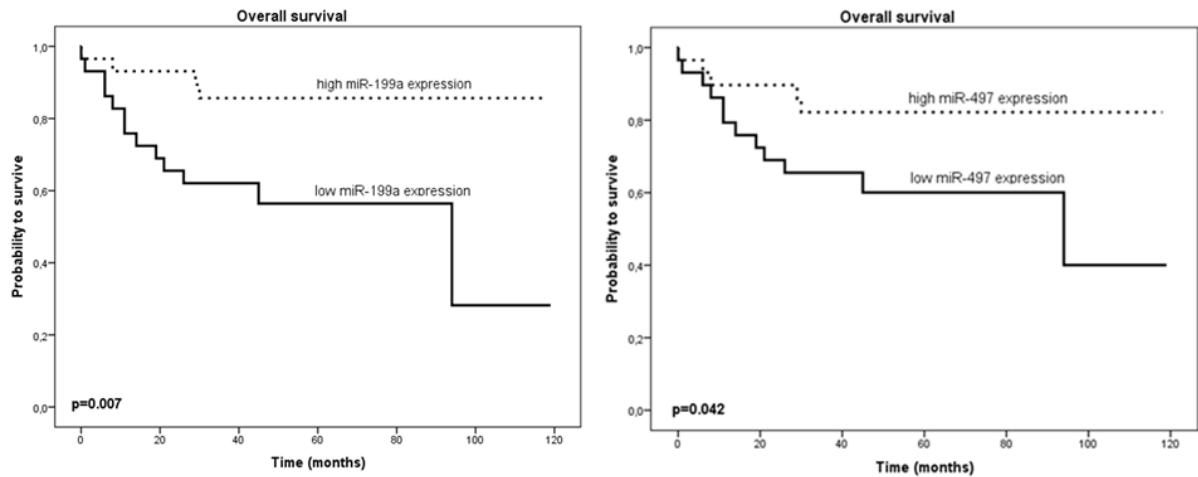 Overall survival
Probability to survive
1,0
0,8
0,6
0,4
0,2
0,0
high miR-199a expression
low miR-199a expression
p=0.007
0 20 40 60 80 100 120
Time (months)
Overall survival
Probability to survive
1,0
0,8
0,6
0,4
0,2
0,0
high miR-497 expression
low miR-497 expression
p=0.042
0 20 40 60 80 100 120
Time (months)